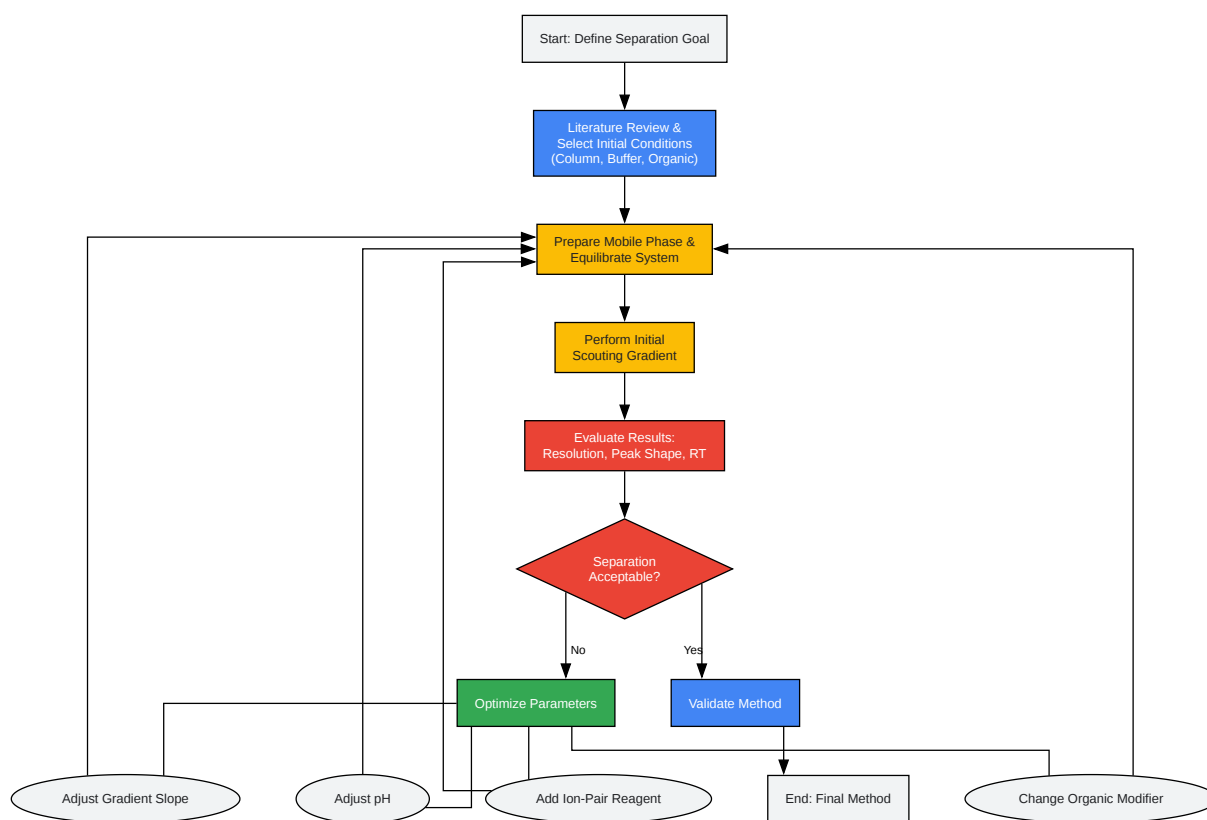 Start: Define Separation Goal
Literature Review &
Select Initial Conditions
(Column, Buffer, Organic)
Prepare Mobile Phase &
Equilibrate System
Perform Initial
Scouting Gradient
Evaluate Results:
Resolution, Peak Shape, RT
Separation
Acceptable?
No
Yes
Optimize Parameters
Validate Method
Adjust Gradient Slope
Adjust pH
Add Ion-Pair Reagent
End: Final Method
Change Organic Modifier